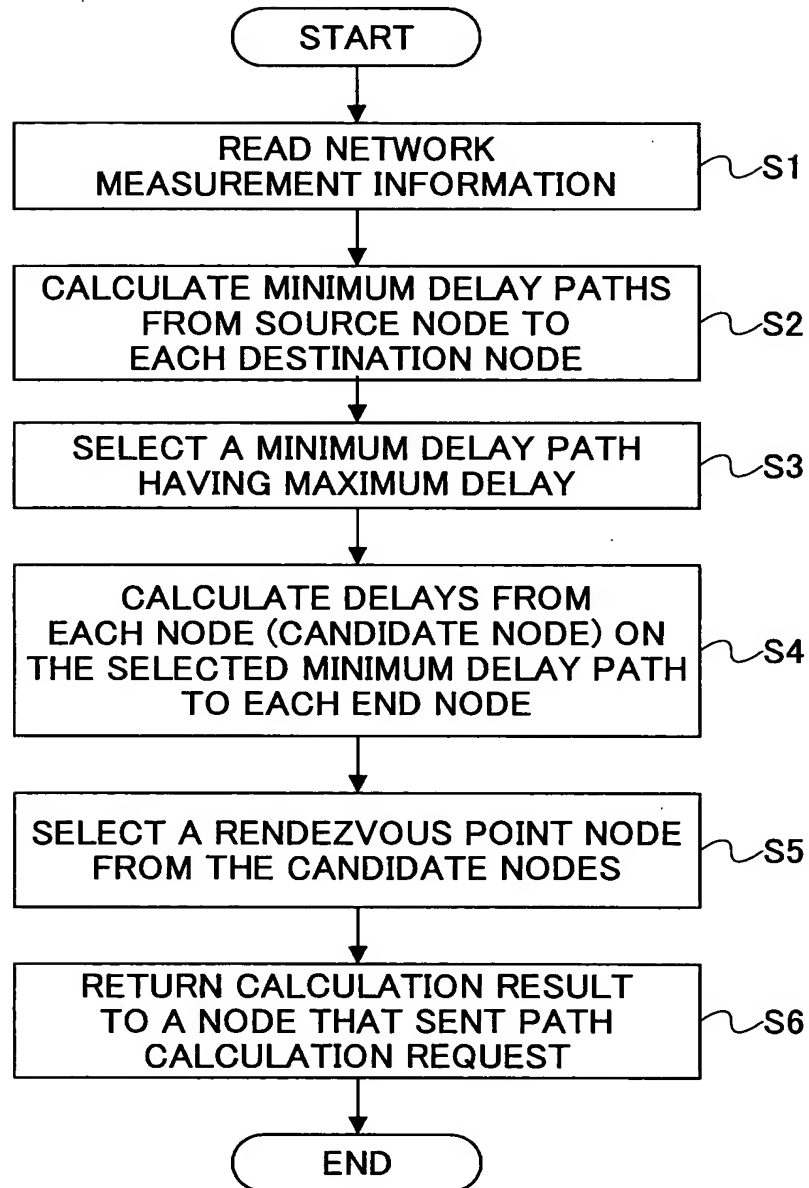 START
READ NETWORK
MEASUREMENT INFORMATION
S1
CALCULATE MINIMUM DELAY PATHS
FROM SOURCE NODE TO
EACH DESTINATION NODE
S2
SELECT A MINIMUM DELAY PATH
HAVING MAXIMUM DELAY
S3
CALCULATE DELAYS FROM
EACH NODE (CANDIDATE NODE) ON
THE SELECTED MINIMUM DELAY PATH
TO EACH END NODE
S4
SELECT A RENDEZVOUS POINT NODE
FROM THE CANDIDATE NODES
S5
RETURN CALCULATION RESULT
TO A NODE THAT SENT PATH
CALCULATION REQUEST
S6
END